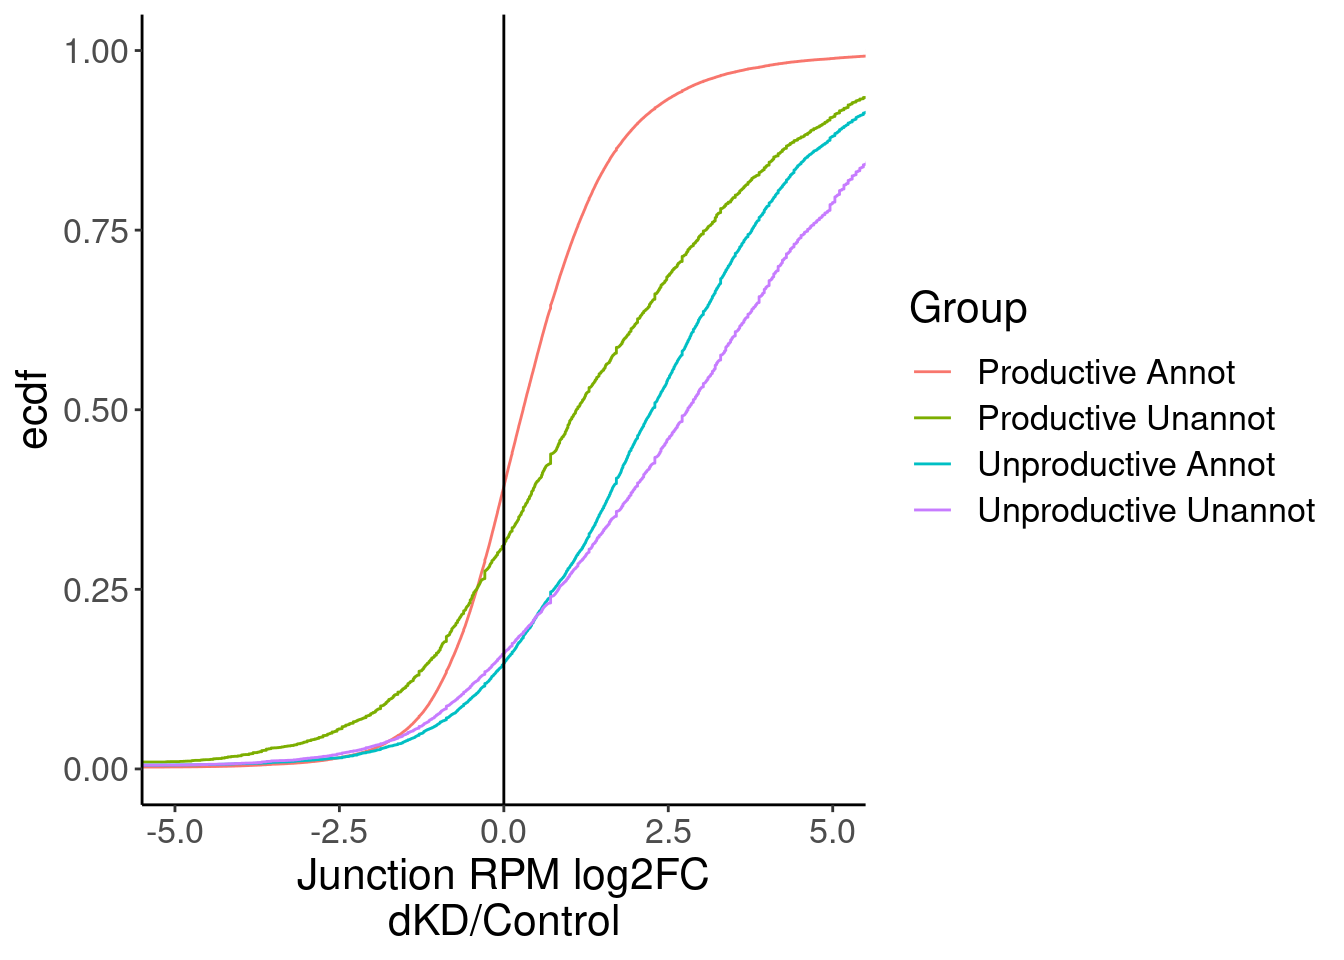 ecdf
1.00
0.75
0.50
0.25
0.00
-5.0
-2.5
0.0
2.5
5.0
Junction RPM log2FC
dKD/Control
Group
Productive Annot
Productive Unannot
Unproductive Annot
Unproductive Unannot